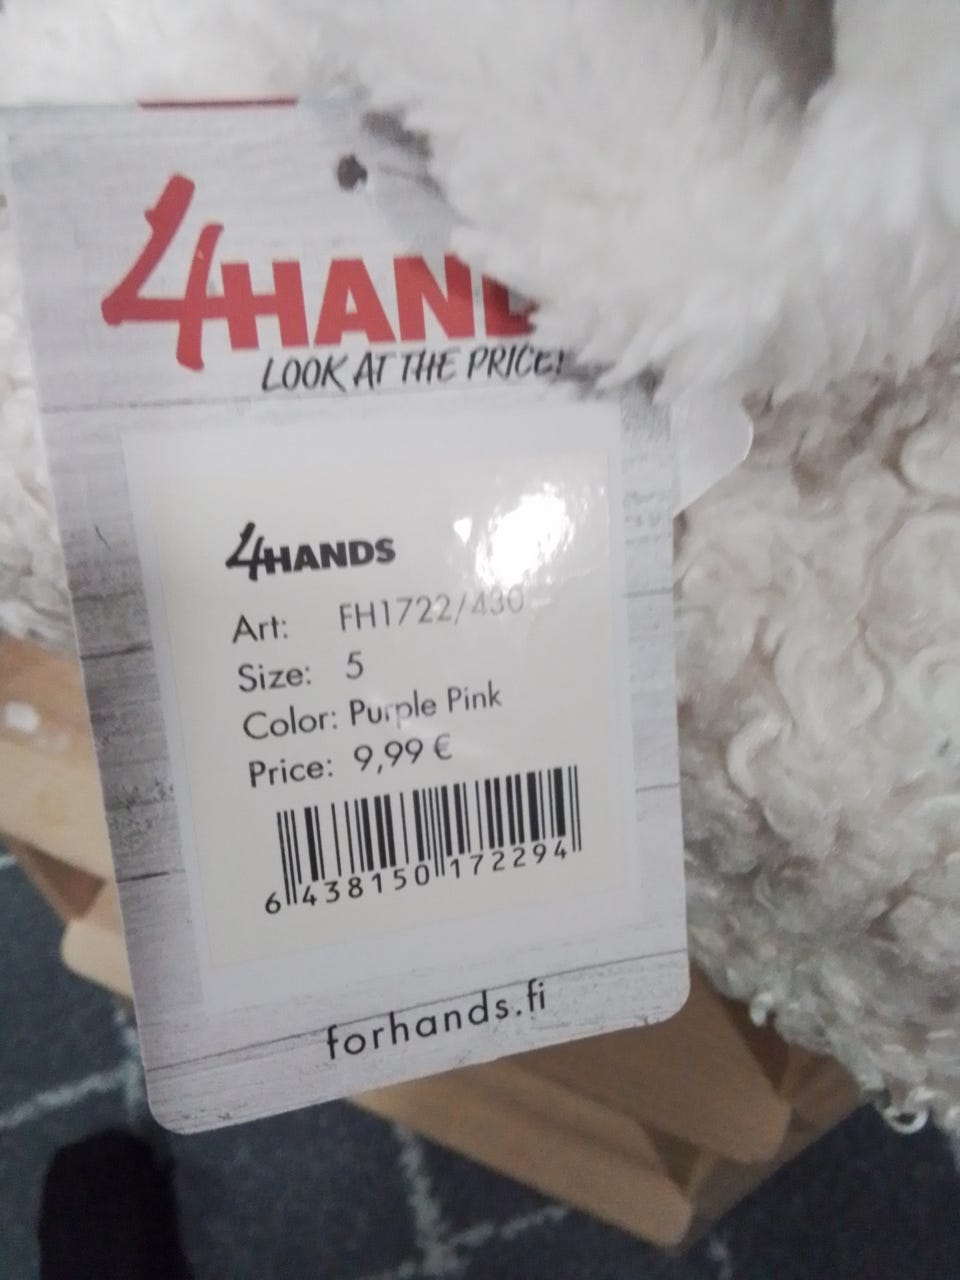 4HAND
LOOK AT THE PRICE!
4HANDS
Art: FH1722/430
Size: 5
Color: Purple Pink
Price: 9,99 €
6 438150 172294
forhands.fi